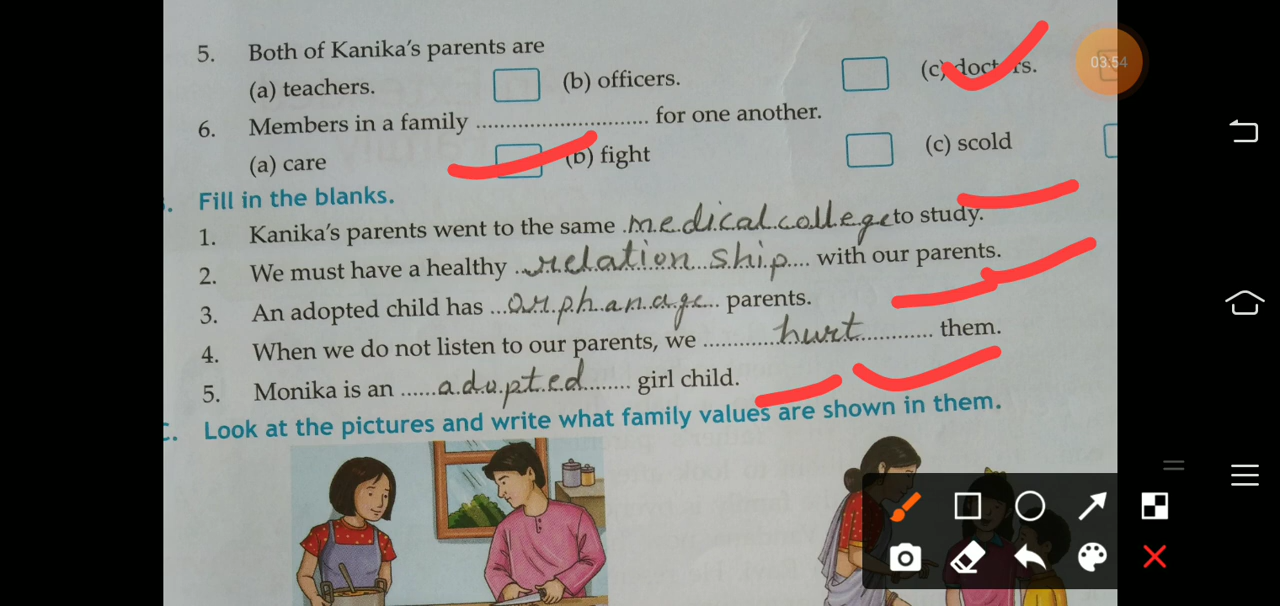 5. Both of Kanika's parents are
(a) teachers. (b) officers. (c) doctors.
03:54
6. Members in a family .............................. for one another.
(a) care (b) fight (c) scold
. Fill in the blanks.
1. Kanika's parents went to the same medical college to study.
2. We must have a healthy relation ship with our parents.
3. An adopted child has orphanage parents.
4. When we do not listen to our parents, we hurt them.
5. Monika is an adopted girl child.
C. Look at the pictures and write what family values are shown in them.